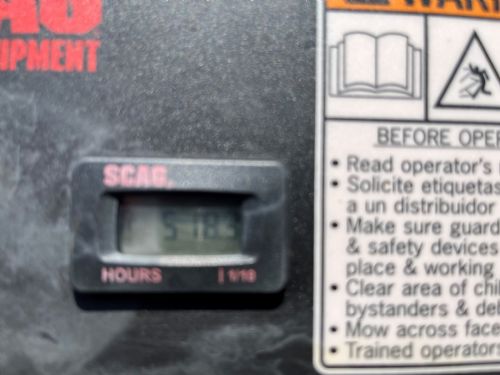 UIPMENT
SCAG.
HOURS
1/10
BEFORE OPER
• Read operator's
• Solicite etiquetas
a un distribuidor
• Make sure guard
& safety devices
place & working
• Clear area of chil
bystanders & del
• Mow across face
• Trained operators